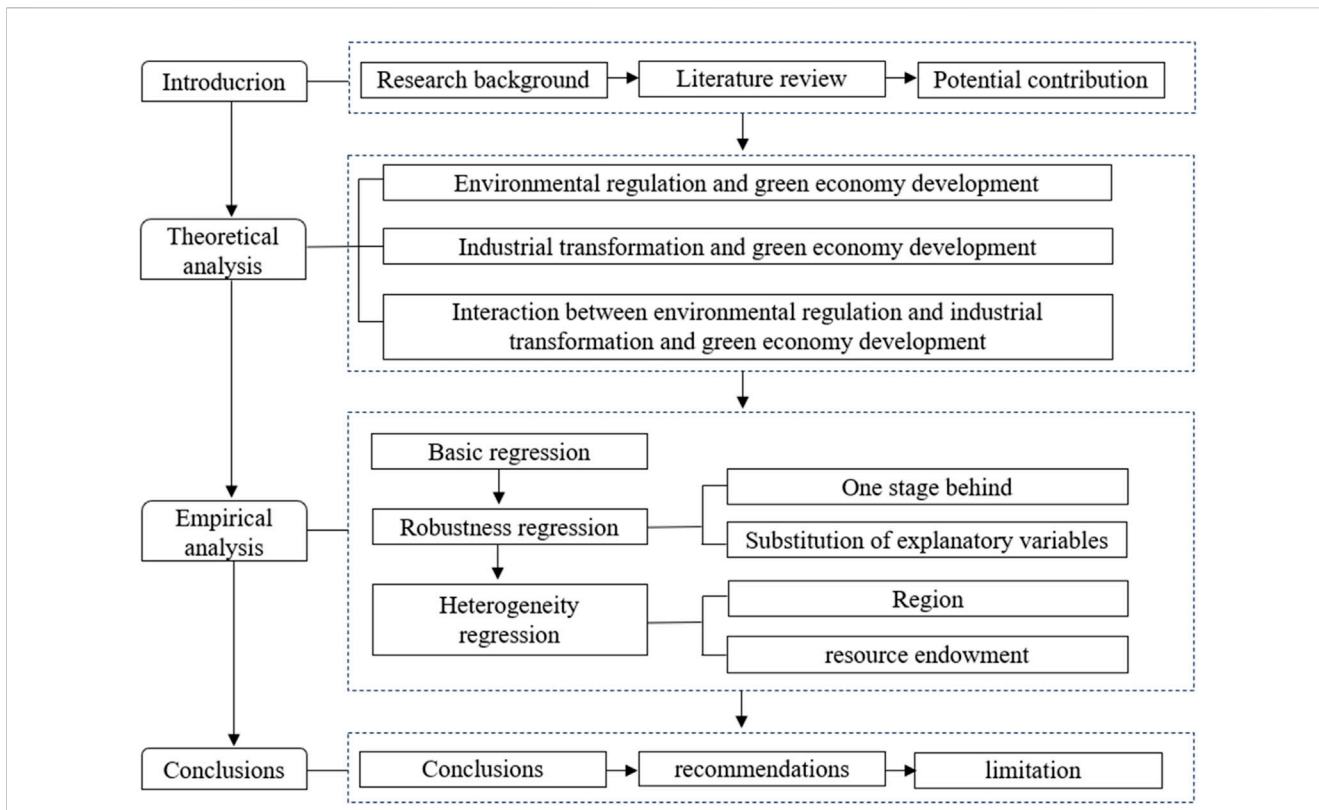 Introducrion
Research background
Literature review
Potential contribution
Theoretical
analysis
Environmental regulation and green economy development
Industrial transformation and green economy development
Interaction between environmental regulation and industrial
transformation and green economy development
Empirical
analysis
Basic regression
Robustness regression
One stage behind
Substitution of explanatory variables
Heterogeneity
regression
Region
resource endowment
Conclusions
Conclusions
recommendations
limitation